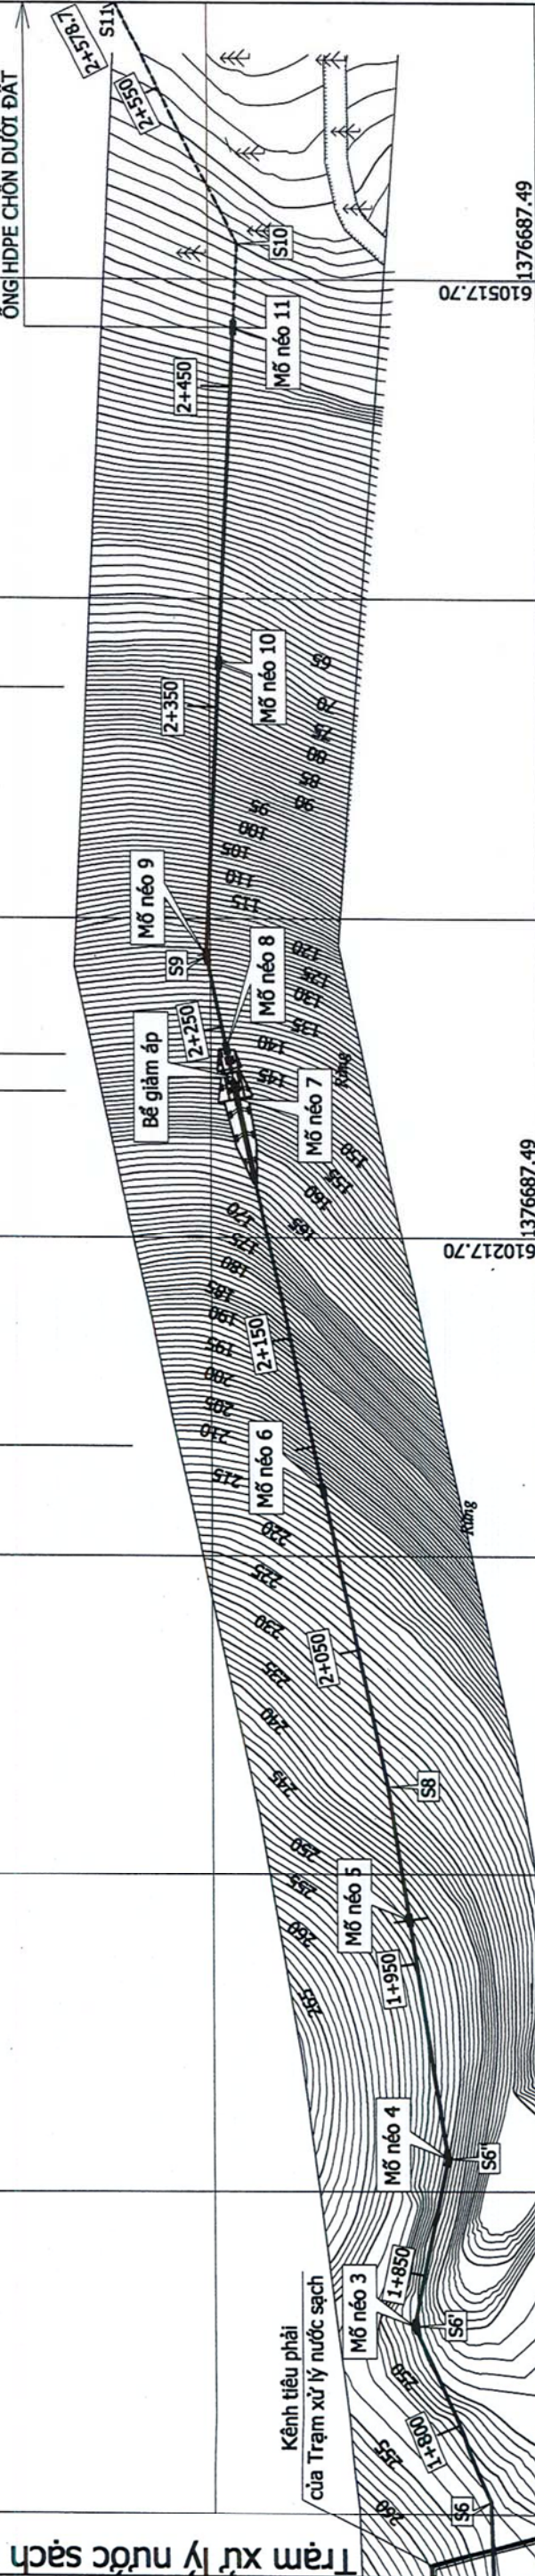 ỐNG HDPE CHÔN DƯỚI ĐẤT
S11
2+578.7
2+550
S10
1376687.49
610517.70
Mố néo 11
2+450
Mố néo 10
2+350
65
70
75
80
85
90
95
100
105
110
115
Mố néo 9
S9
Mố néo 8
120
125
130
135
140
145
2+250
Bể giảm áp
Mố néo 7
Rừng
150
155
160
165
170
175
180
185
190
195
200
205
210
215
1376687.49
610217.70
2+150
Mố néo 6
Rừng
220
225
230
235
240
245
250
255
260
265
2+050
S8
Mố néo 5
1+950
Mố néo 4
S6"
1+850
Mố néo 3
S6'
Kênh tiêu phải
của Trạm xử lý nước sạch
250
255
260
1+800
S6
Trạm xử lý nước sạch